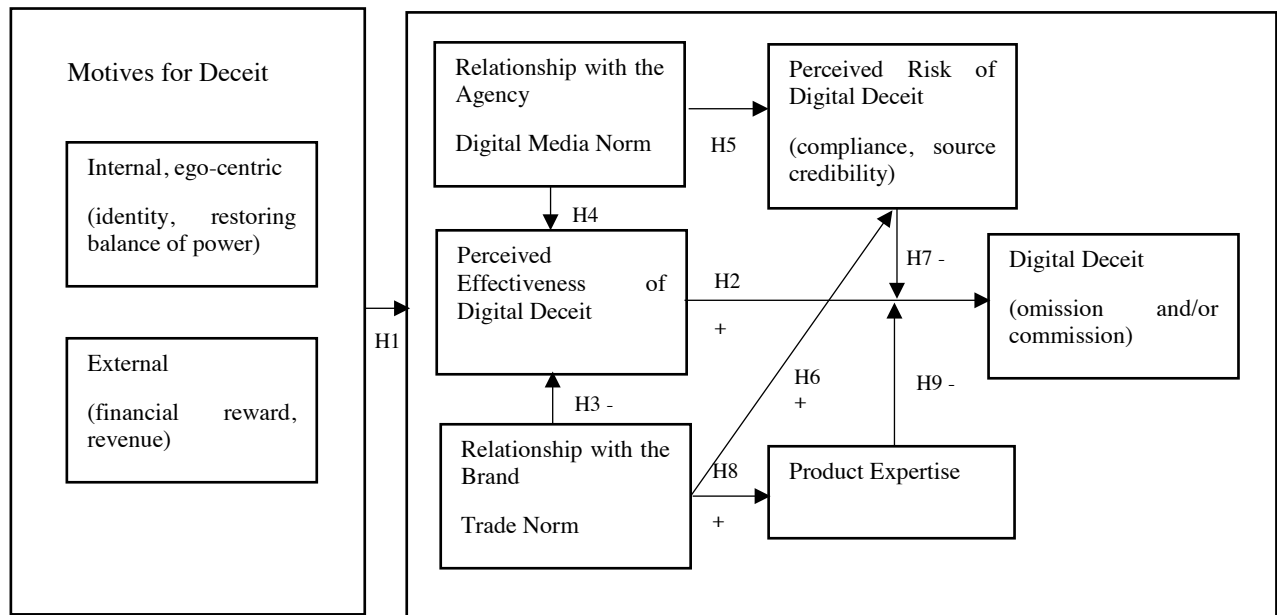 Motives for Deceit
Internal, ego-centric
(identity, restoring
balance of power)
External
(financial reward,
revenue)
H1
Relationship with the
Agency
Digital Media Norm
H5
Perceived Risk of
Digital Deceit
(compliance, source
credibility)
H4
Perceived
Effectiveness of
Digital Deceit
H2
+
H7 -
Digital Deceit
(omission and/or
commission)
H3 -
H6
+
H9 -
Relationship with the
Brand
Trade Norm
H8
+
Product Expertise